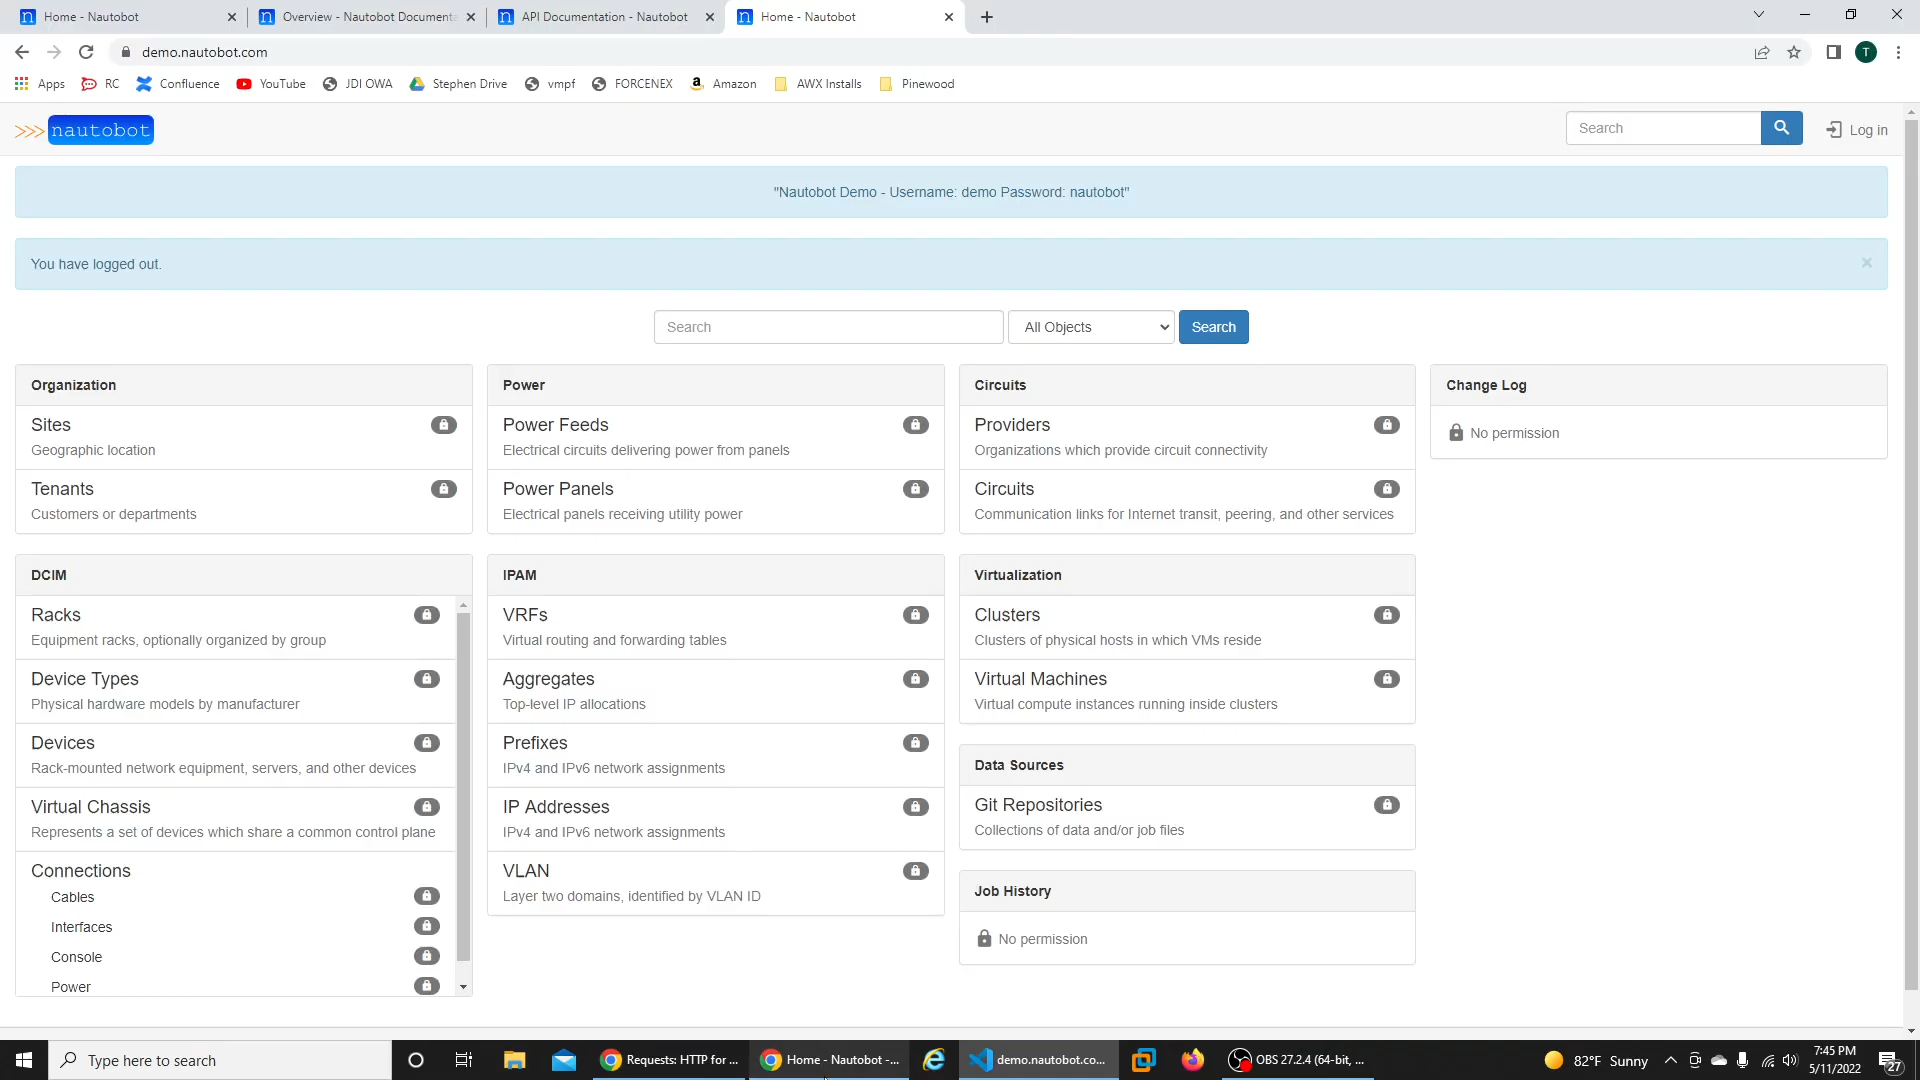 Home - Nautobot
Overview - Nautobot Documenta
API Documentation - Nautobot
Home - Nautobot
demo.nautobot.com
T
Apps
RC
Confluence
YouTube
JDI OWA
Stephen Drive
vmpf
FORCENEX
Amazon
AWX Installs
Pinewood
>>> nautobot
Search
Log in
"Nautobot Demo - Username: demo Password: nautobot"
You have logged out.
Search
All Objects
Search
Organization
Sites
Geographic location
Tenants
Customers or departments
DCIM
Racks
Equipment racks, optionally organized by group
Device Types
Physical hardware models by manufacturer
Devices
Rack-mounted network equipment, servers, and other devices
Virtual Chassis
Represents a set of devices which share a common control plane
Connections
Cables
Interfaces
Console
Power
Power
Power Feeds
Electrical circuits delivering power from panels
Power Panels
Electrical panels receiving utility power
IPAM
VRFs
Virtual routing and forwarding tables
Aggregates
Top-level IP allocations
Prefixes
IPv4 and IPv6 network assignments
IP Addresses
IPv4 and IPv6 network assignments
VLAN
Layer two domains, identified by VLAN ID
Circuits
Providers
Organizations which provide circuit connectivity
Circuits
Communication links for Internet transit, peering, and other services
Virtualization
Clusters
Clusters of physical hosts in which VMs reside
Virtual Machines
Virtual compute instances running inside clusters
Data Sources
Git Repositories
Collections of data and/or job files
Job History
No permission
Change Log
No permission
Type here to search
Requests: HTTP for ...
Home - Nautobot -...
demo.nautobot.co...
OBS 27.2.4 (64-bit, ...
82°F Sunny
7:45 PM
5/11/2022
27